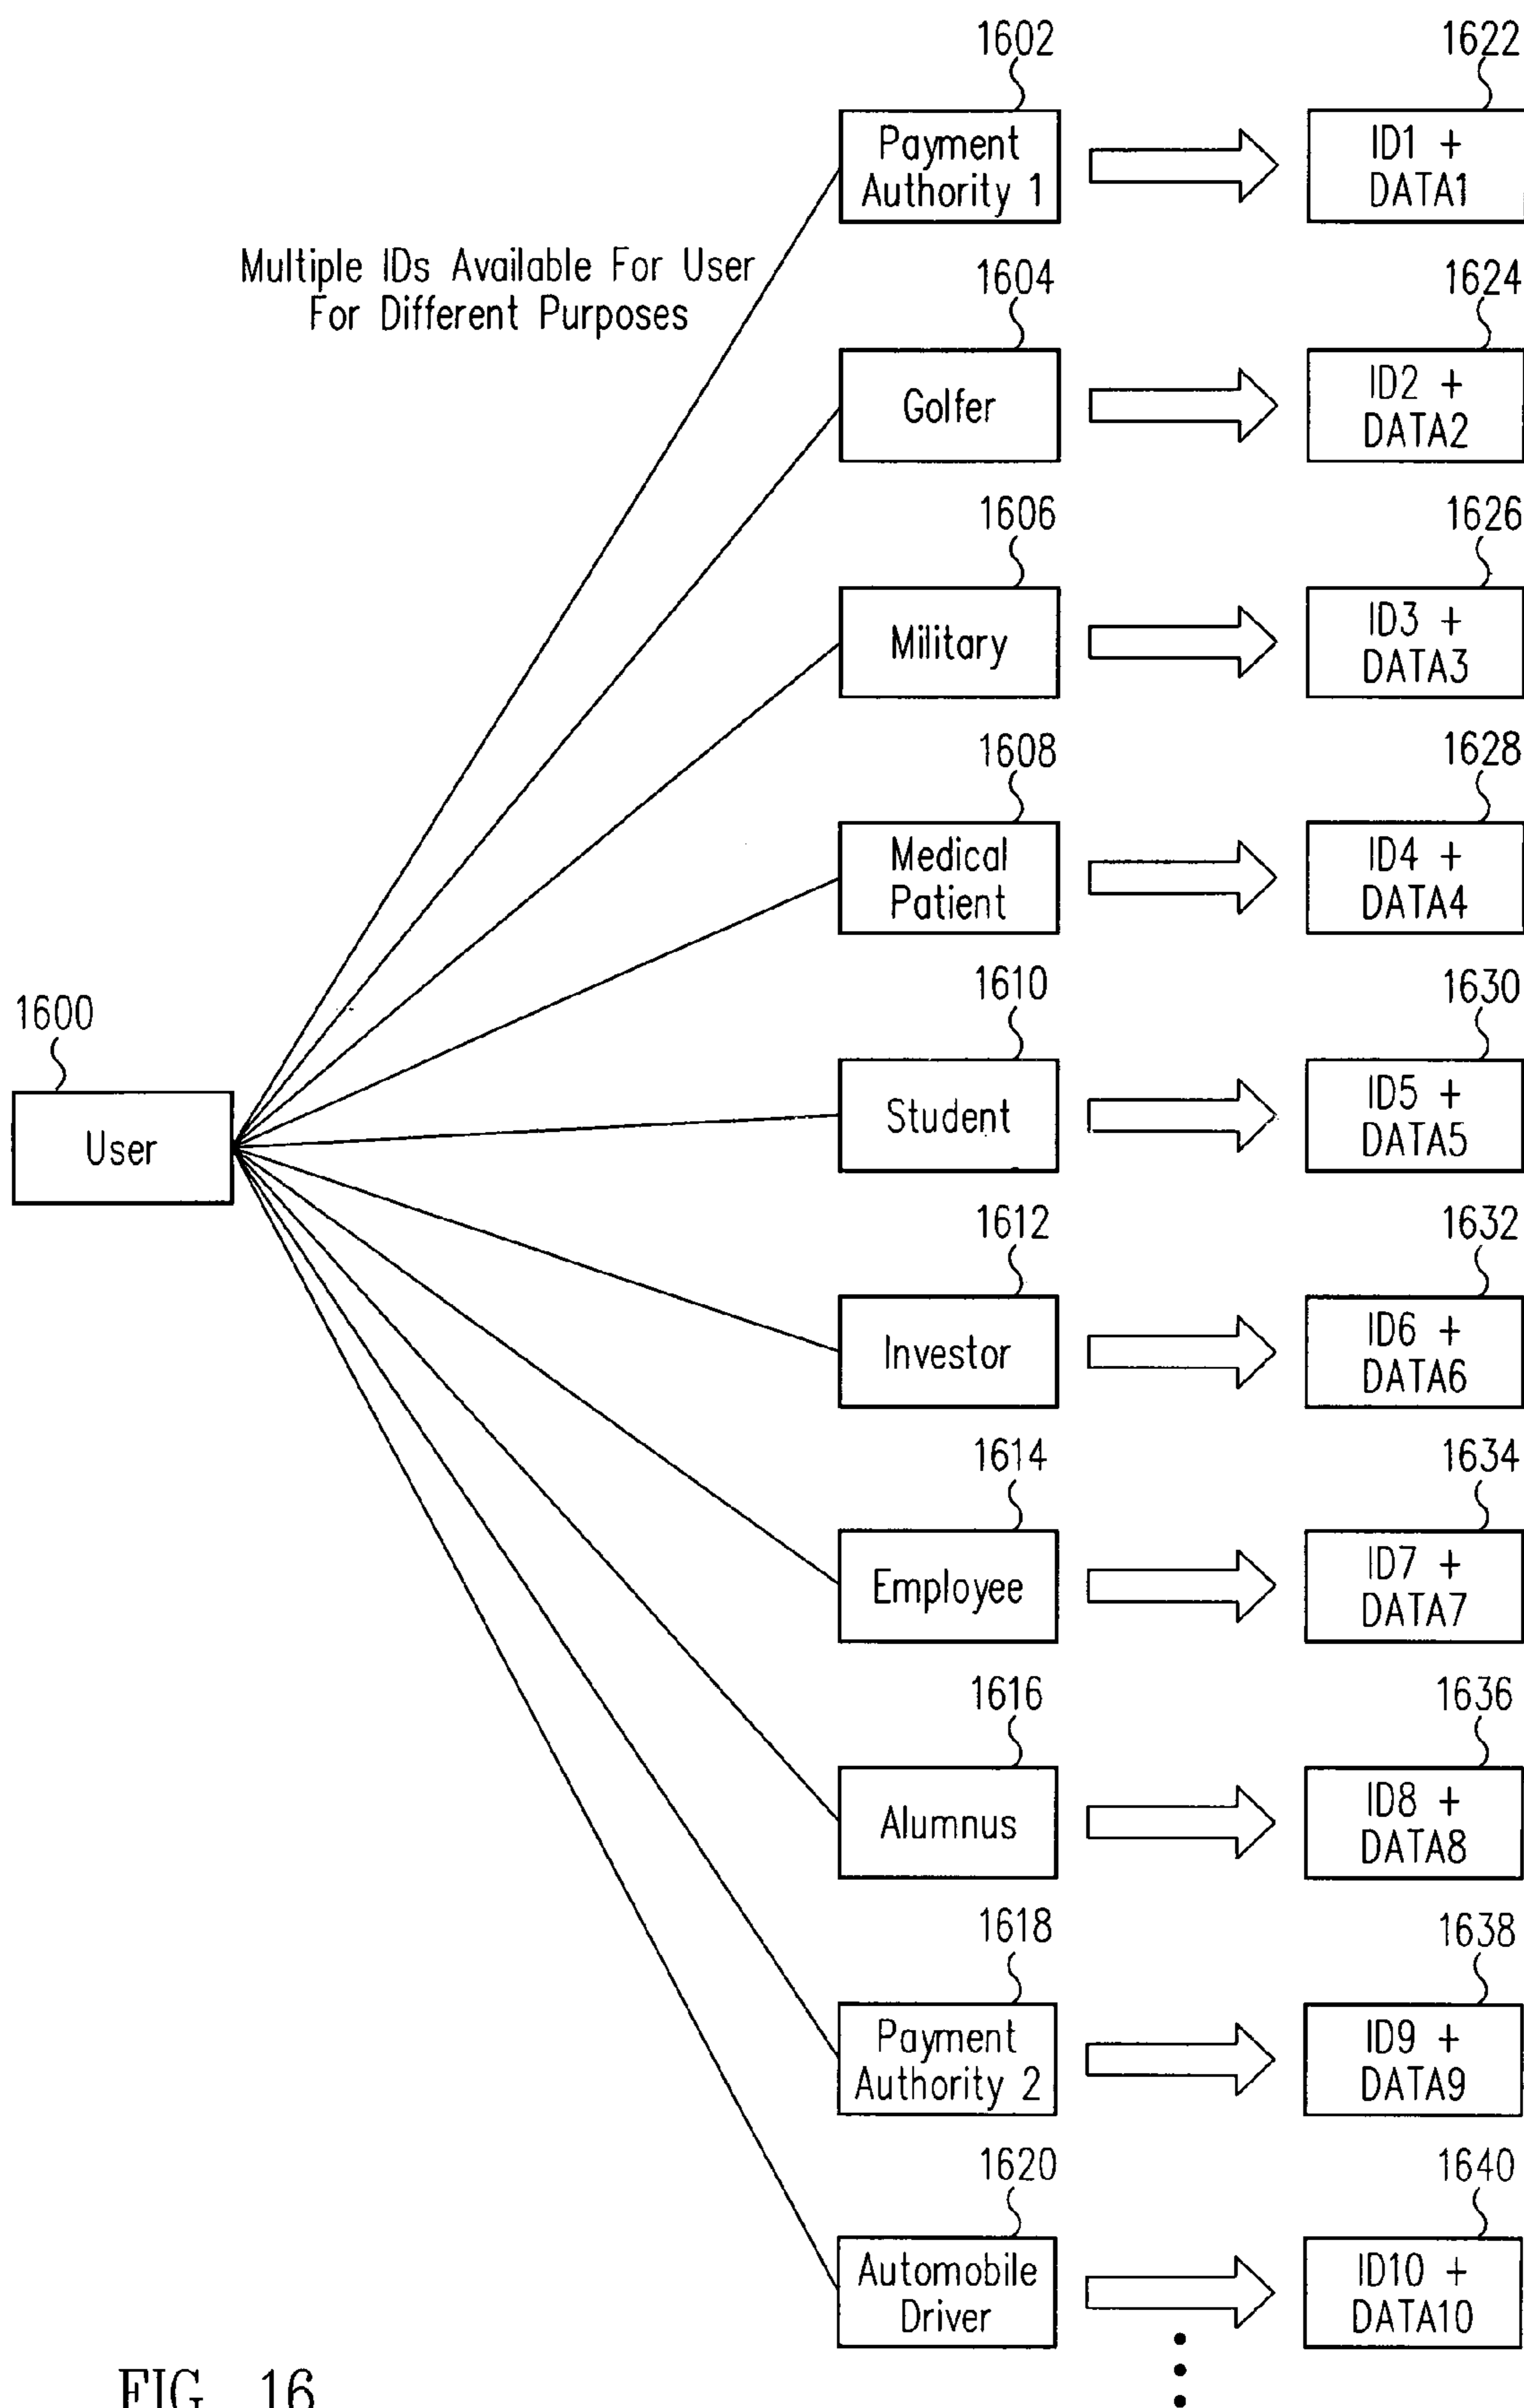 1602 1622
Payment
Authority 1
ID1 +
DATA1
Multiple IDs Available For User
For Different Purposes
1604 1624
Golfer
ID2 +
DATA2
1606 1626
Military
ID3 +
DATA3
1608 1628
Medical
Patient
ID4 +
DATA4
1600
User
1610 1630
Student
ID5 +
DATA5
1612 1632
Investor
ID6 +
DATA6
1614 1634
Employee
ID7 +
DATA7
1616 1636
Alumnus
ID8 +
DATA8
1618 1638
Payment
Authority 2
ID9 +
DATA9
1620 1640
Automobile
Driver
ID10 +
DATA10
FIG. 16